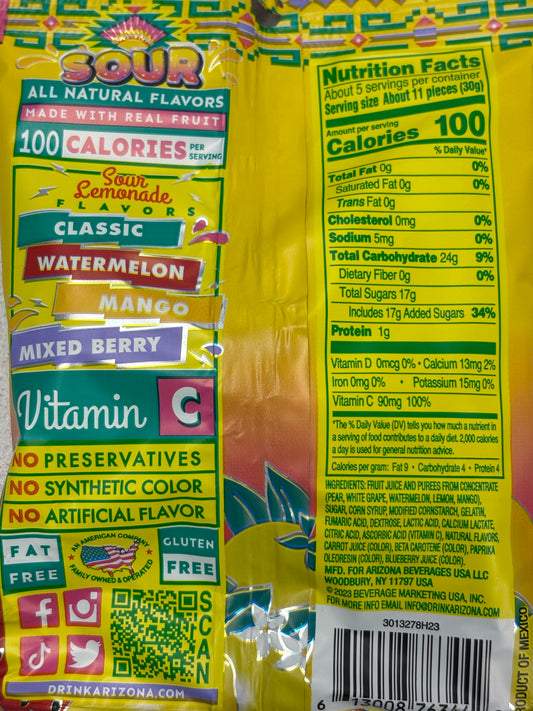 SOUR
ALL NATURAL FLAVORS
MADE WITH REAL FRUIT
100 CALORIES PER SERVING
Sour
Lemonade
FLAVORS
CLASSIC
WATERMELON
MANGO
MIXED BERRY
Vitamin C
NO PRESERVATIVES
NO SYNTHETIC COLOR
NO ARTIFICIAL FLAVOR
FAT
FREE
AN AMERICAN COMPANY
FAMILY OWNED & OPERATED
GLUTEN
FREE
SCAN
DRINKARIZONA.COM
Nutrition Facts
About 5 servings per container
Serving size About 11 pieces (30g)
Amount per serving
Calories 100
% Daily Value*
Total Fat 0g 0%
Saturated Fat 0g 0%
Trans Fat 0g
Cholesterol 0mg 0%
Sodium 5mg 0%
Total Carbohydrate 24g 9%
Dietary Fiber 0g 0%
Total Sugars 17g
Includes 17g Added Sugars 34%
Protein 1g
Vitamin D 0mcg 0% • Calcium 13mg 2%
Iron 0mg 0% • Potassium 15mg 0%
Vitamin C 90mg 100%
*The % Daily Value (DV) tells you how much a nutrient in
a serving of food contributes to a daily diet. 2,000 calories
a day is used for general nutrition advice.
Calories per gram: Fat 9 • Carbohydrate 4 • Protein 4
INGREDIENTS: FRUIT JUICE AND PUREES FROM CONCENTRATE
(PEAR, WHITE GRAPE, WATERMELON, LEMON, MANGO),
SUGAR, CORN SYRUP, MODIFIED CORNSTARCH, GELATIN,
FUMARIC ACID, DEXTROSE, LACTIC ACID, CALCIUM LACTATE,
CITRIC ACID, ASCORBIC ACID (VITAMIN C), NATURAL FLAVORS,
CARROT JUICE (COLOR), BETA CAROTENE (COLOR), PAPRIKA
OLEORESIN (COLOR), BLUEBERRY JUICE (COLOR).
MFD. FOR ARIZONA BEVERAGES USA LLC
WOODBURY, NY 11797 USA
© 2023 BEVERAGE MARKETING USA, INC.
FOR MORE INFO EMAIL INFO@DRINKARIZONA.COM
3013278H23
PRODUCT OF MEXICO